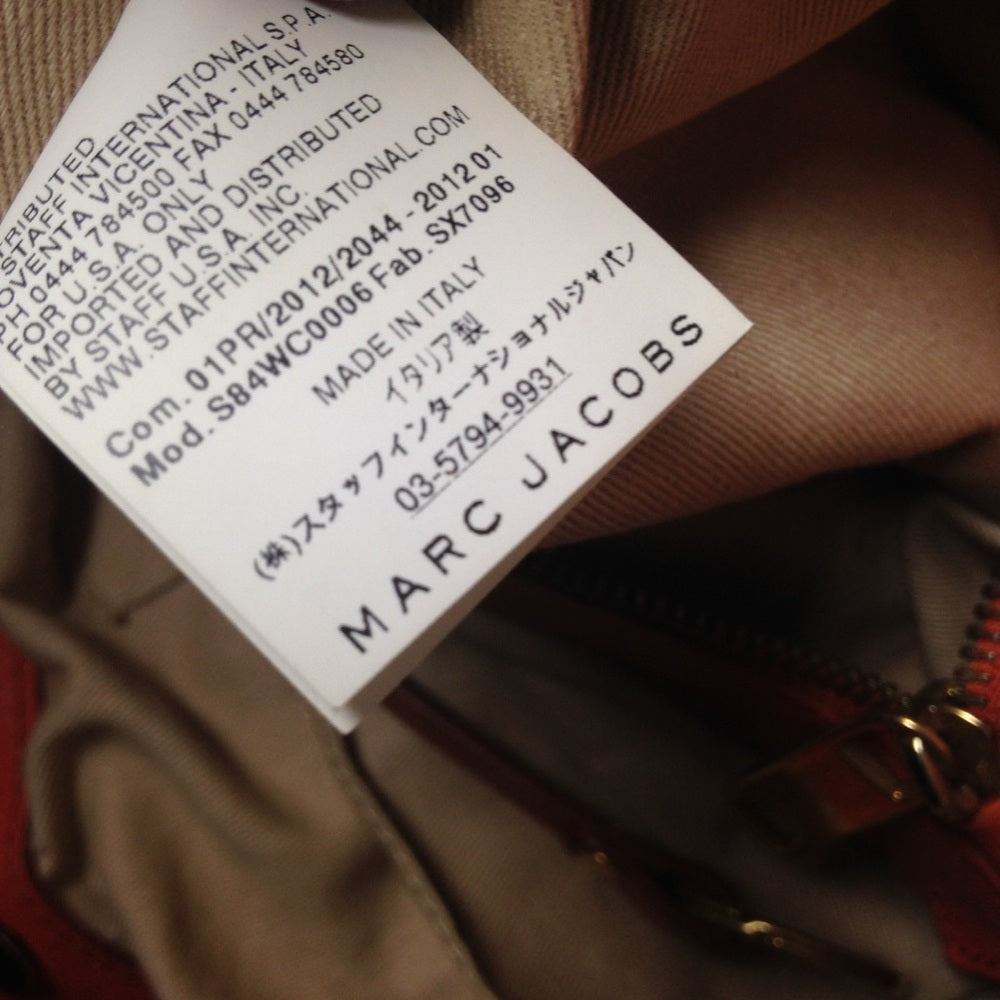 TRIBUTED
STAFF INTERNATIONAL S.P.A.
OVENTA VICENTINA - ITALY
PH 0444 784500 FAX 0444 784580
FOR U.S.A. ONLY
IMPORTED AND DISTRIBUTED
BY STAFF U.S.A. INC.
WWW.STAFFINTERNATIONAL.COM
Com. 01PR/2012/2044 - 2012 01
Mod. S84WC0006 Fab. SX7096
MADE IN ITALY
イタリア製
(株)スタッフインターナショナルジャパン
03-5794-9931
MARC JACOBS